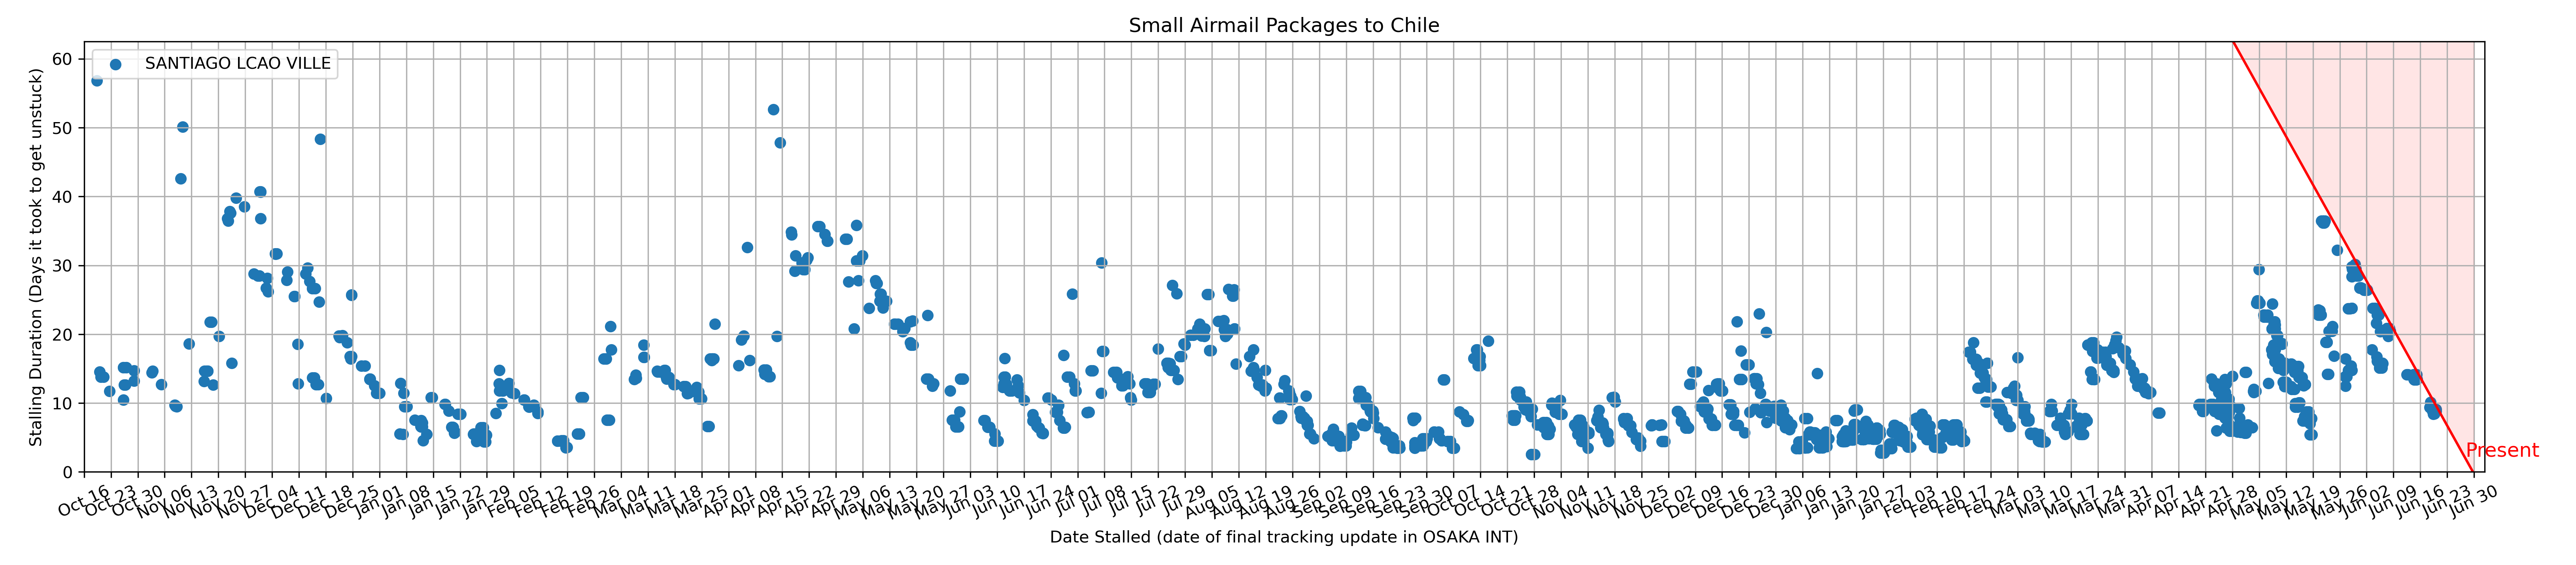 Small Airmail Packages to Chile
SANTIAGO LCAO VILLE
Stalling Duration (Days it took to get unstuck)
60
50
40
30
20
10
0
Present
Oct 16
Oct 23
Oct 30
Nov 06
Nov 13
Nov 20
Nov 27
Dec 04
Dec 11
Dec 18
Dec 25
Jan 01
Jan 08
Jan 15
Jan 22
Jan 29
Feb 05
Feb 12
Feb 19
Feb 26
Mar 04
Mar 11
Mar 18
Mar 25
Apr 01
Apr 08
Apr 15
Apr 22
Apr 29
May 06
May 13
May 20
May 27
Jun 03
Jun 10
Jun 17
Jun 24
Jul 01
Jul 08
Jul 15
Jul 22
Jul 29
Aug 05
Aug 12
Aug 19
Aug 26
Sep 02
Sep 09
Sep 16
Sep 23
Sep 30
Oct 07
Oct 14
Oct 21
Oct 28
Nov 04
Nov 11
Nov 18
Nov 25
Dec 02
Dec 09
Dec 16
Dec 23
Dec 30
Jan 06
Jan 13
Jan 20
Jan 27
Feb 03
Feb 10
Feb 17
Feb 24
Mar 03
Mar 10
Mar 17
Mar 24
Mar 31
Apr 07
Apr 14
Apr 21
Apr 28
May 05
May 12
May 19
May 26
Jun 02
Jun 09
Jun 16
Jun 23
Jun 30
Date Stalled (date of final tracking update in OSAKA INT)